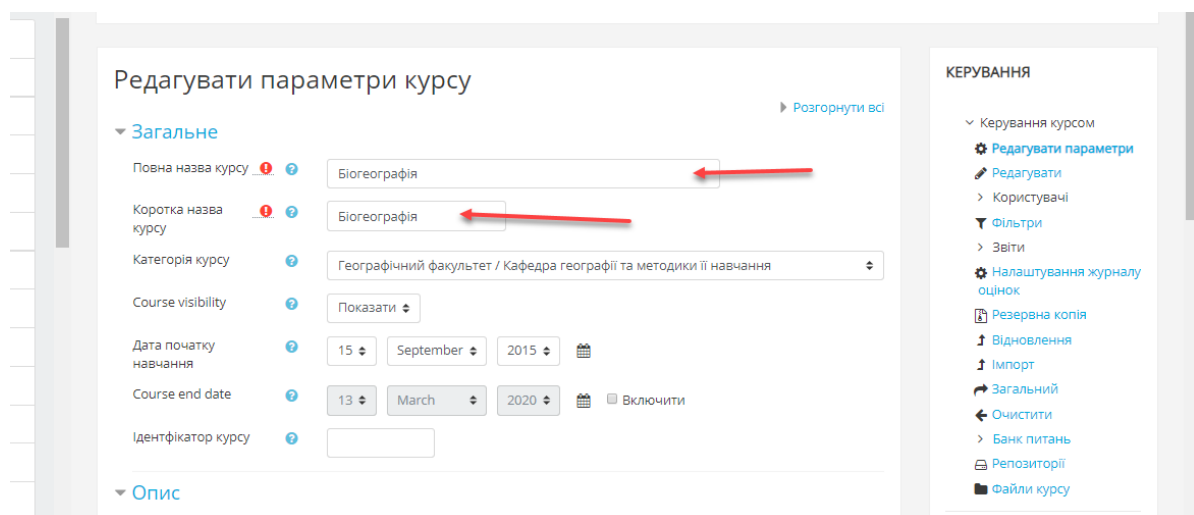 Редагувати параметри курсу
Розгорнути всі
Загальне
Повна назва курсу
Біогеографія
Коротка назва
курсу
Біогеографія
Категорія курсу
Географічний факультет / Кафедра географії та методики її навчання
Course visibility
Показати
Дата початку
навчання
15 September 2015
Course end date
13 March 2020 Включити
Ідентфікатор курсу
Опис
КЕРУВАННЯ
Керування курсом
Редагувати параметри
Редагувати
Користувачі
Фільтри
Звіти
Налаштування журналу
оцінок
Резервна копія
Відновлення
Імпорт
Загальний
Очистити
Банк питань
Репозиторії
Файли курсу